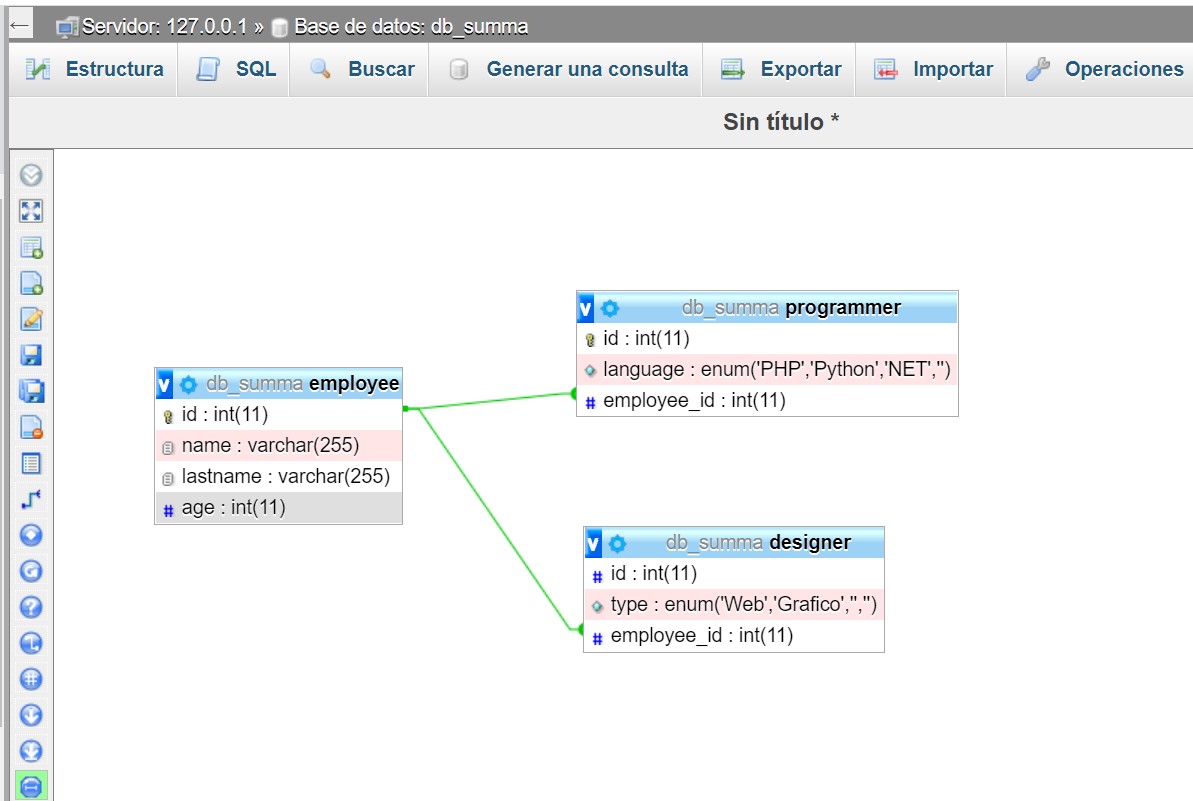 Servidor: 127.0.0.1 » Base de datos: db_summa
Estructura SQL Buscar Generar una consulta Exportar Importar Operaciones
Sin título *
v db_summa programmer
id : int(11)
language : enum('PHP','Python','NET','')
# employee_id : int(11)
v db_summa employee
id : int(11)
name : varchar(255)
lastname : varchar(255)
# age : int(11)
v db_summa designer
# id : int(11)
type : enum('Web','Grafico','','')
# employee_id : int(11)